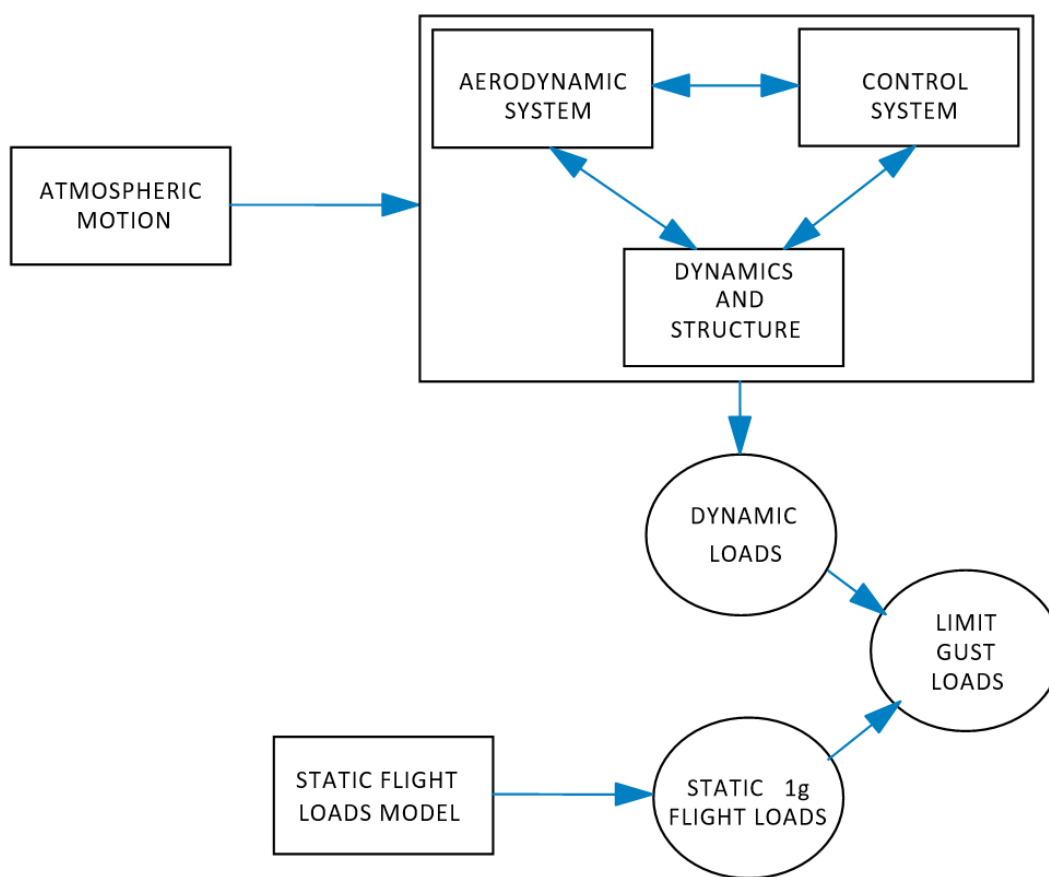 AERODYNAMIC
SYSTEM
CONTROL
SYSTEM
ATMOSPHERIC
MOTION
DYNAMICS
AND
STRUCTURE
DYNAMIC
LOADS
LIMIT
GUST
LOADS
STATIC FLIGHT
LOADS MODEL
STATIC 1g
FLIGHT LOADS